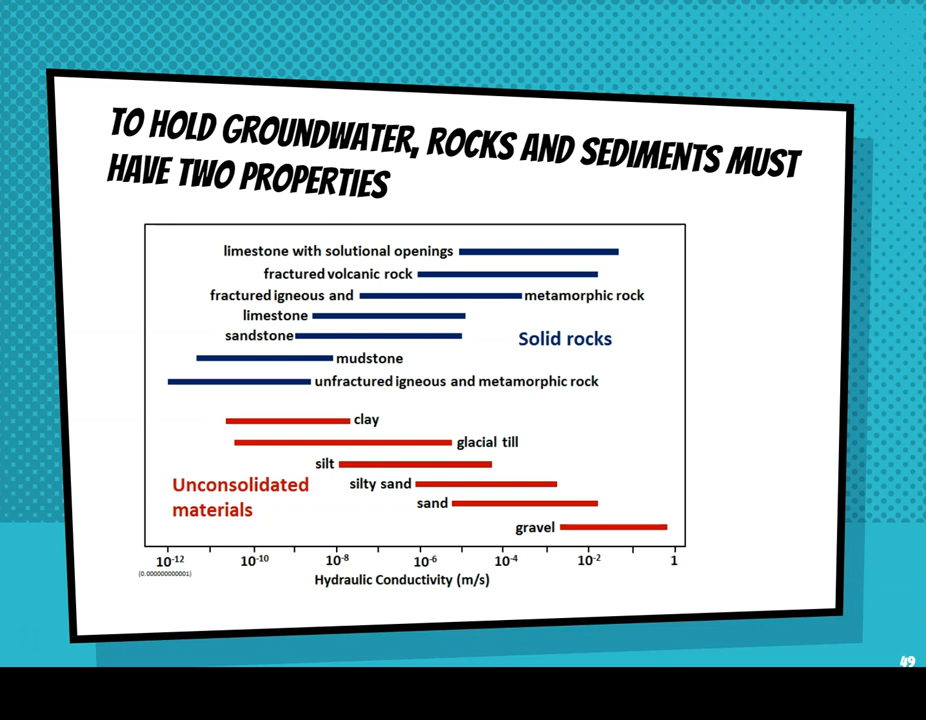 TO HOLD GROUNDWATER, ROCKS AND SEDIMENTS MUST
HAVE TWO PROPERTIES
limestone with solutional openings
fractured volcanic rock
fractured igneous and metamorphic rock
limestone
sandstone
Solid rocks
mudstone
unfractured igneous and metamorphic rock
clay
glacial till
silt
Unconsolidated
materials
silty sand
sand
gravel
10⁻¹² 10⁻¹⁰ 10⁻⁸ 10⁻⁶ 10⁻⁴ 10⁻² 1
(0.000000000001)
Hydraulic Conductivity (m/s)
49